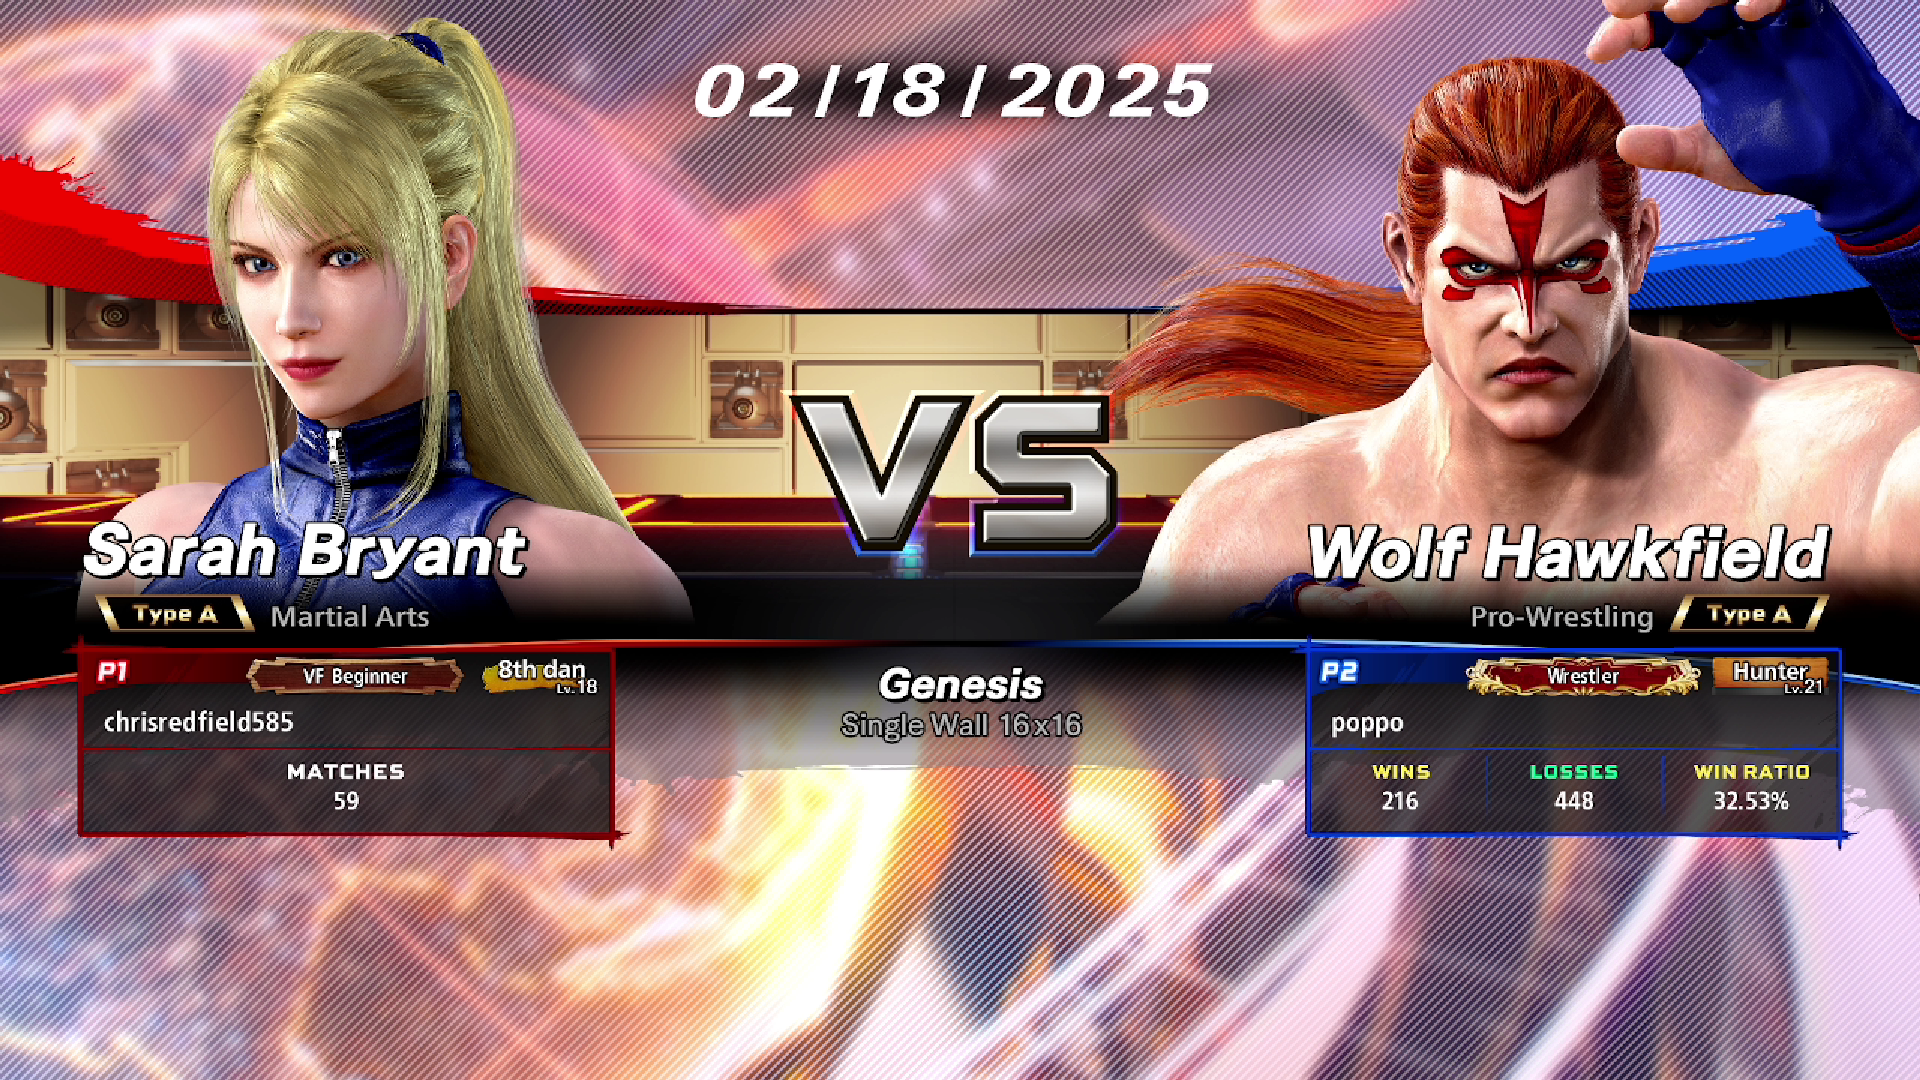 02/18/2025
VS
Sarah Bryant
Type A Martial Arts
Wolf Hawkfield
Pro-Wrestling Type A
P1 VF Beginner 8th dan Lv.18
chrisredfield585
MATCHES
59
Genesis
Single Wall 16x16
P2 Wrestler Hunter Lv.21
poppo
WINS LOSSES WIN RATIO
216 448 32.53%